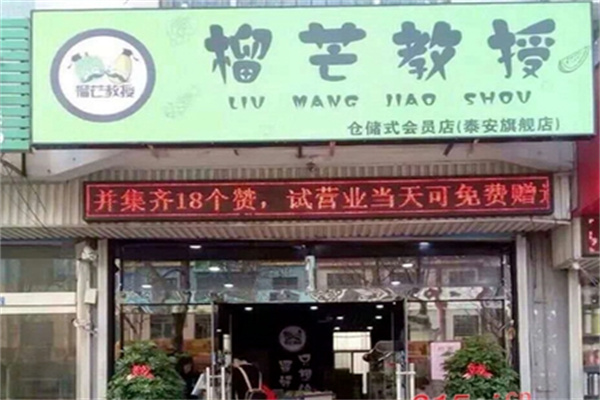 榴芒教授
榴芒教授
LIU MANG JIAO SHOU
仓储式会员店(泰安旗舰店)
并集齐18个赞，试营业当天可免费赠